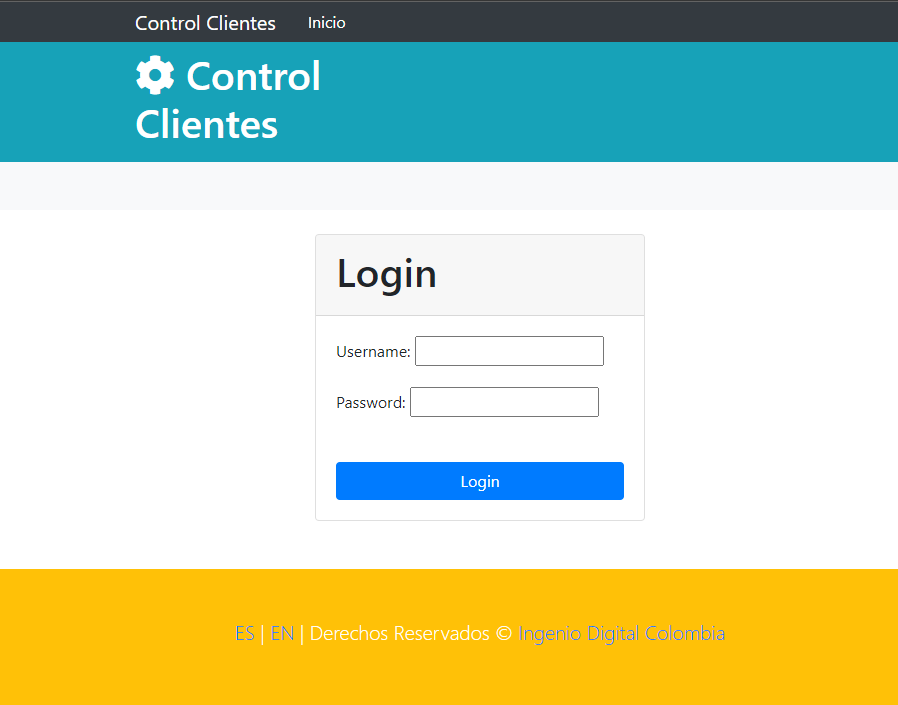 Control Clientes Inicio
Control
Clientes
Login
Username:
Password:
Login
ES | EN | Derechos Reservados © Ingenio Digital Colombia